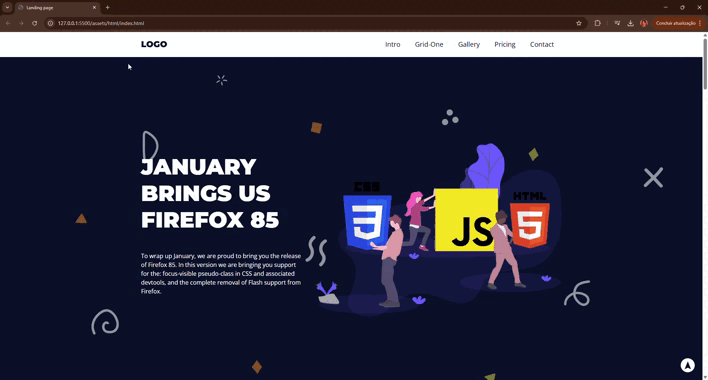 Landing page
127.0.0.1:5500/assets/html/index.html
Concluir atualização
LOGO
Intro Grid-One Gallery Pricing Contact
JANUARY
BRINGS US
FIREFOX 85
To wrap up January, we are proud to bring you the release
of Firefox 85. In this version we are bringing you support
for the: focus-visible pseudo-class in CSS and associated
devtools, and the complete removal of Flash support from
Firefox.
CSS
3
JS
HTML
5